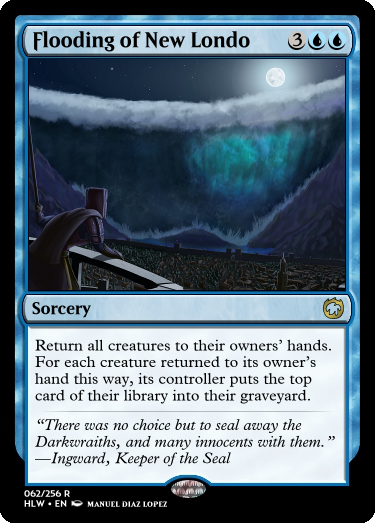 Flooding of New Londo 3
Sorcery
Return all creatures to their owners' hands.
For each creature returned to its owner's
hand this way, its controller puts the top
card of their library into their graveyard.
“There was no choice but to seal away the
Darkwraiths, and many innocents with them.”
—Ingward, Keeper of the Seal
062/256 R
HLW • EN MANUEL DIAZ LOPEZ